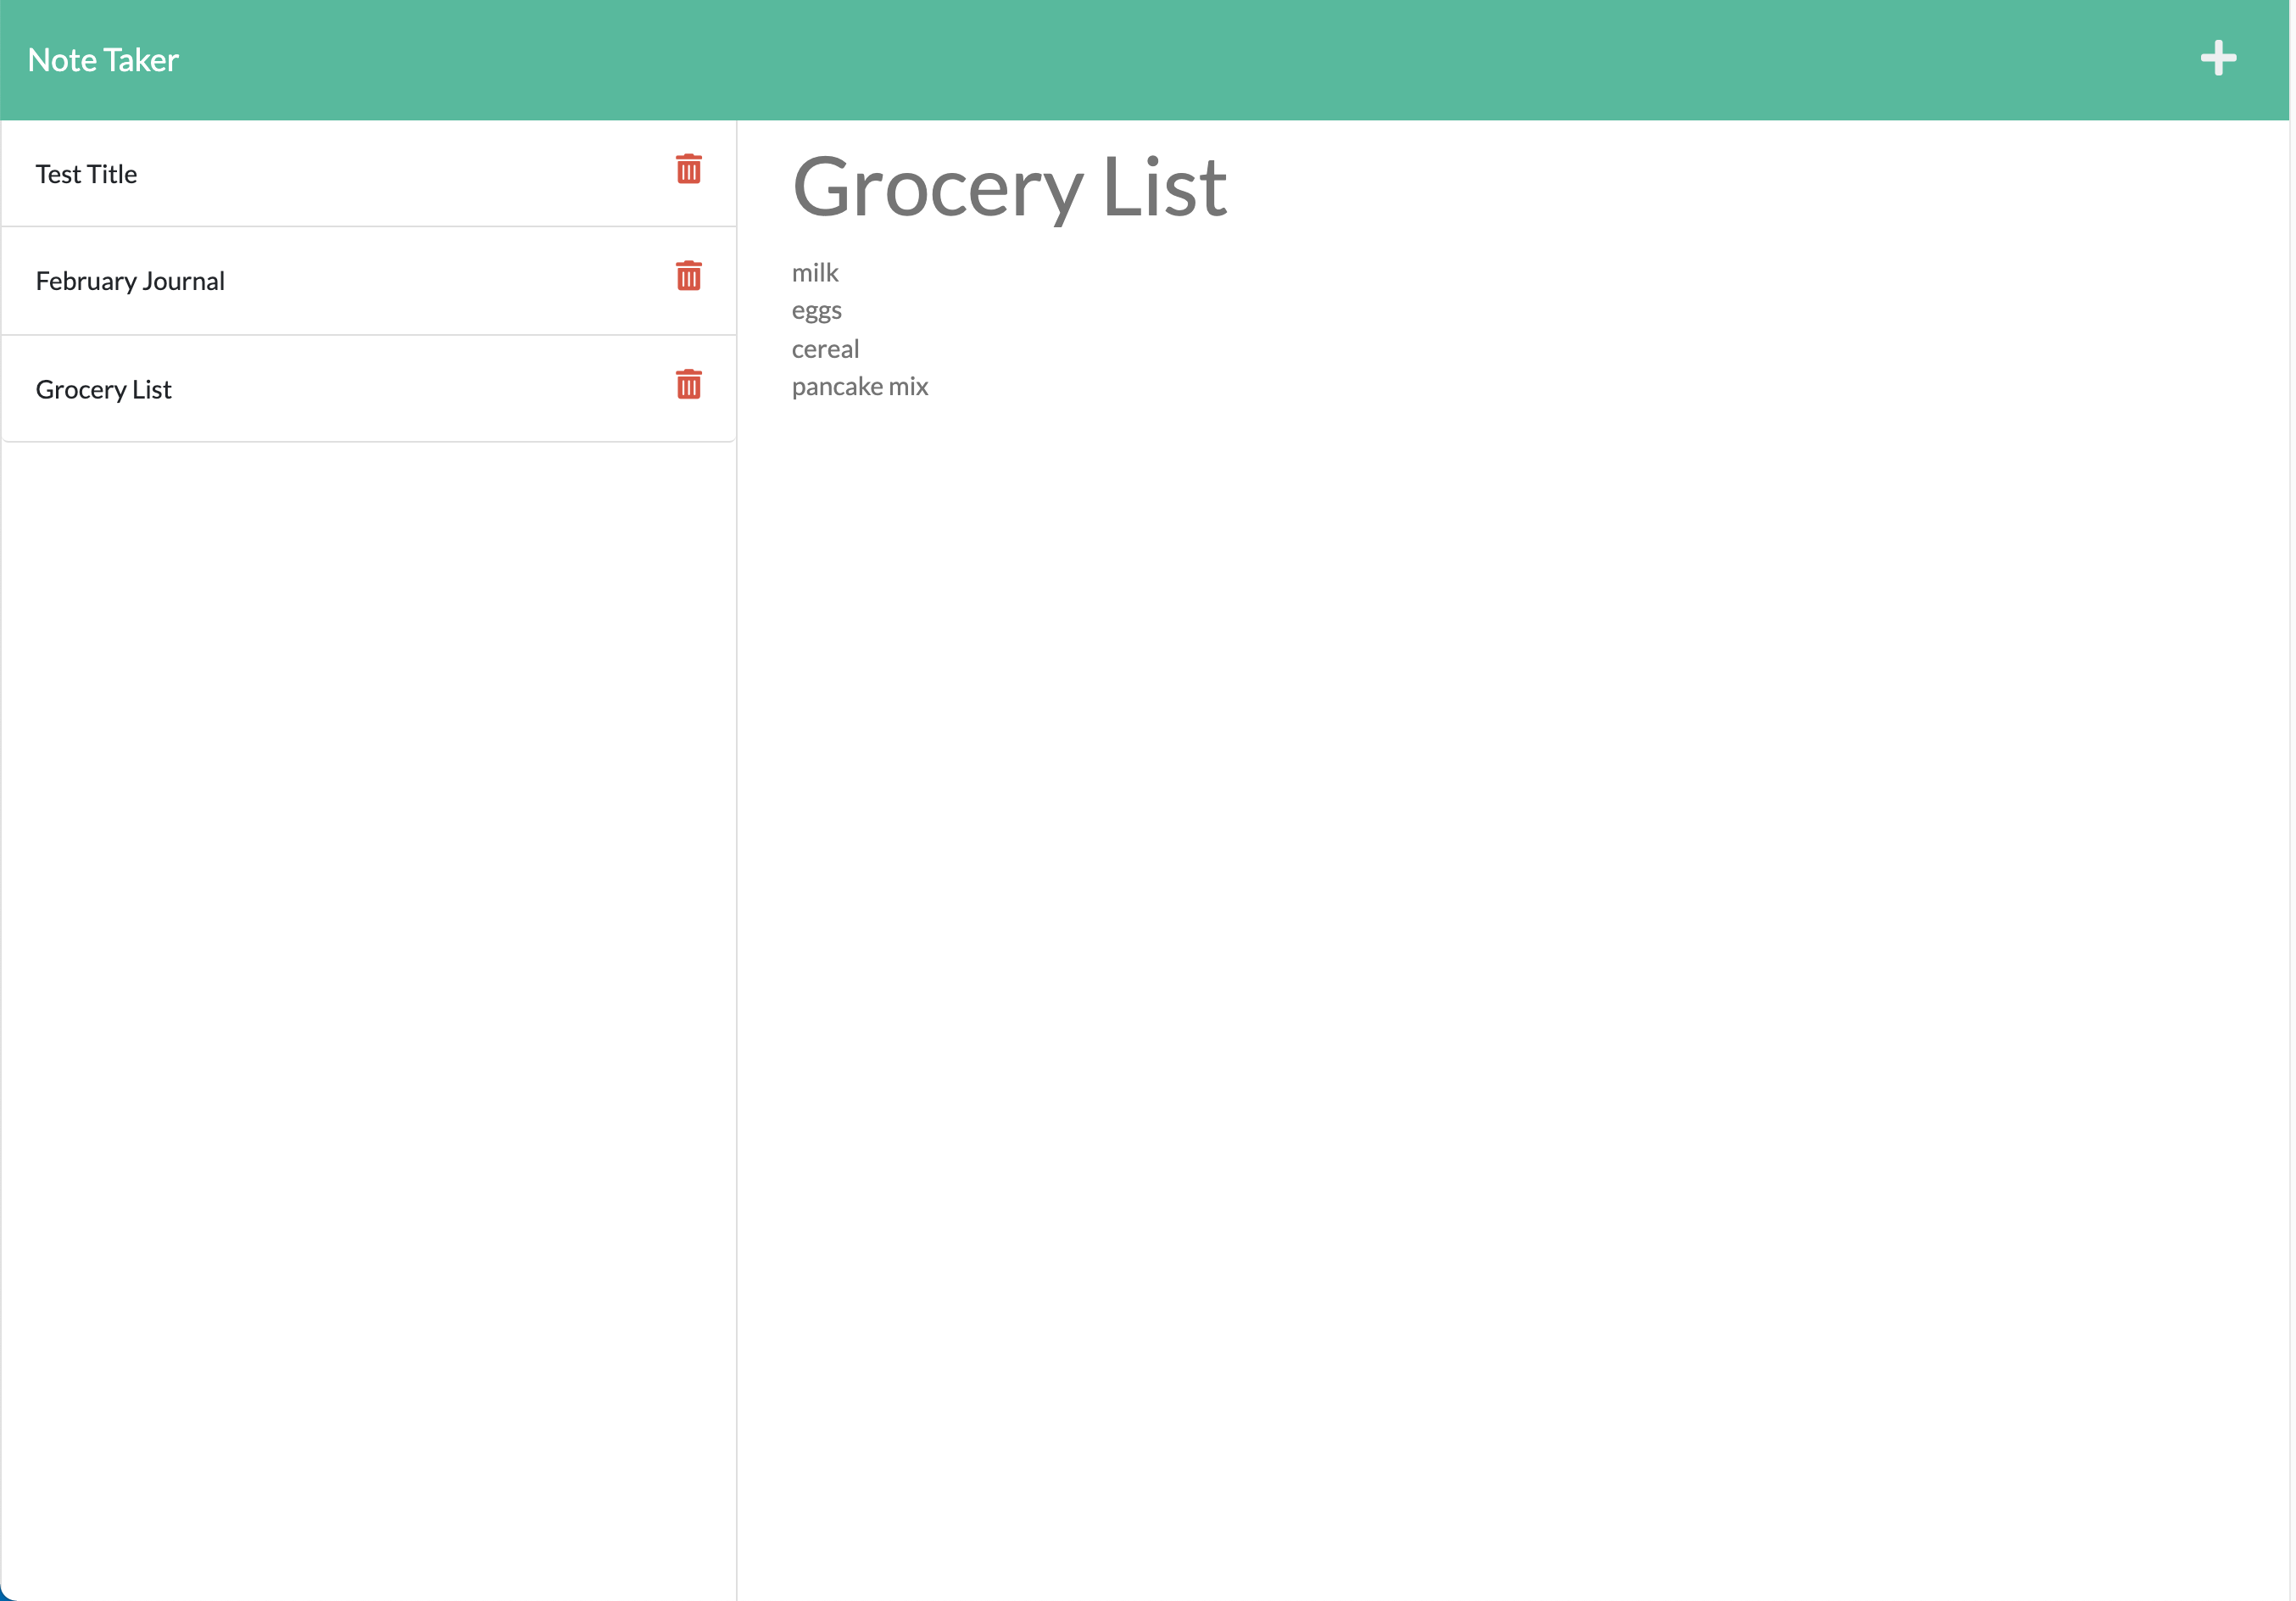 Note Taker
Test Title
February Journal
Grocery List
Grocery List
milk
eggs
cereal
pancake mix